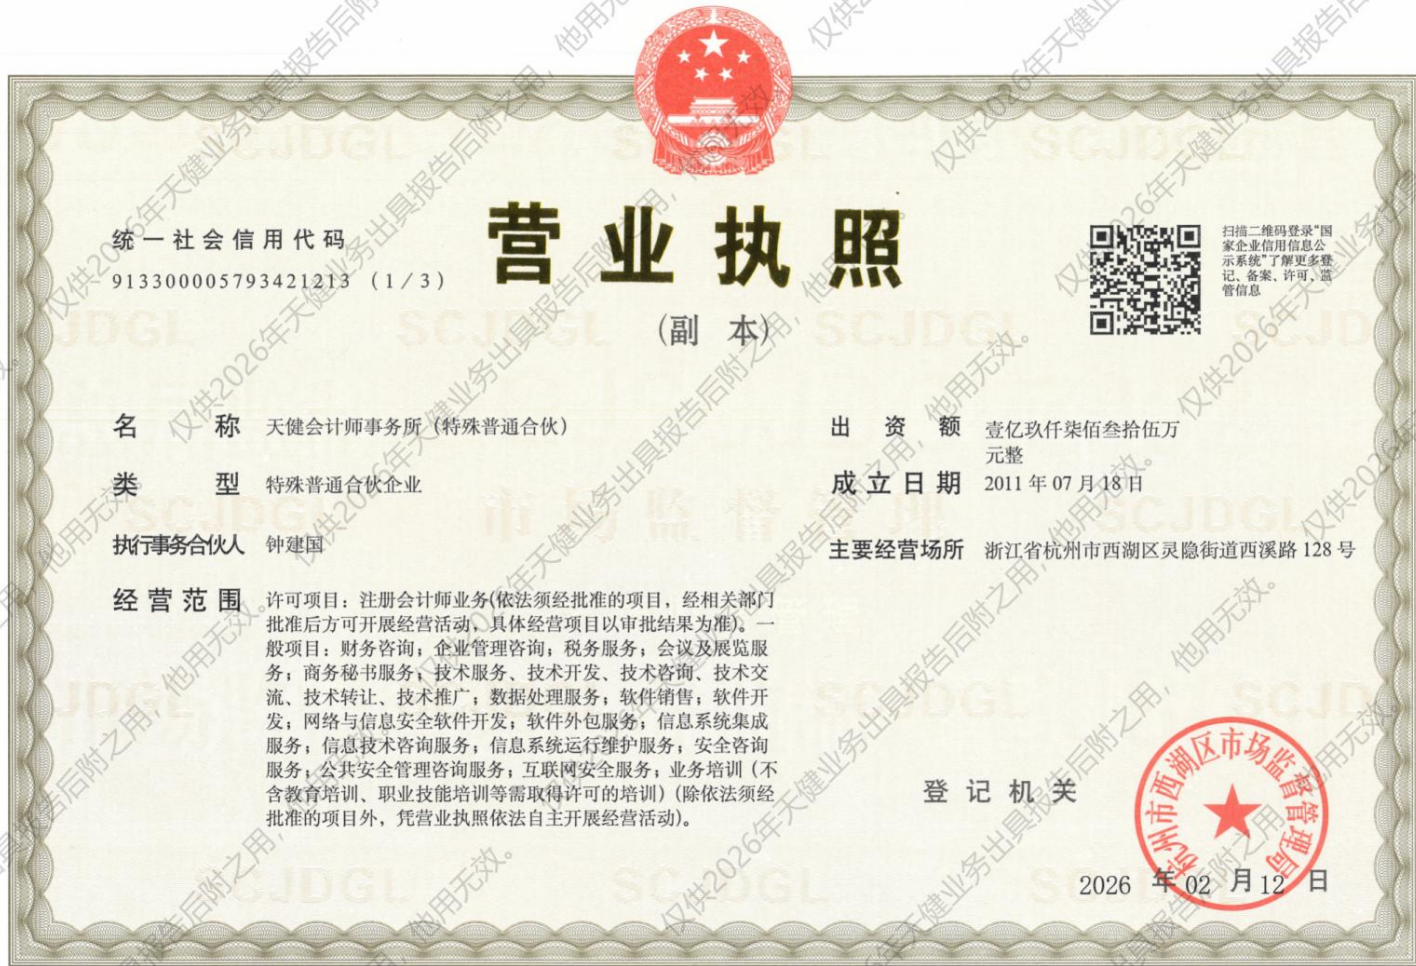 统一社会信用代码
913300005793421213 (1/3)
营业执照
(副 本)
扫描二维码登录“国
家企业信用信息公
示系统”了解更多登
记、备案、许可、监
管信息
名 称 天健会计师事务所（特殊普通合伙）
类 型 特殊普通合伙企业
执行事务合伙人 钟建国
经营范围 许可项目：注册会计师业务(依法须经批准的项目，经相关部门
批准后方可开展经营活动，具体经营项目以审批结果为准)。一
般项目：财务咨询；企业管理咨询；税务服务；会议及展览服
务；商务秘书服务；技术服务、技术开发、技术咨询、技术交
流、技术转让、技术推广；数据处理服务；软件销售；软件开
发；网络与信息安全软件开发；软件外包服务；信息系统集成
服务；信息技术咨询服务；信息系统运行维护服务；安全咨询
服务；公共安全管理咨询服务；互联网安全服务；业务培训（不
含教育培训、职业技能培训等需取得许可的培训）(除依法须经
批准的项目外，凭营业执照依法自主开展经营活动)。
出 资 额 壹亿玖仟柒佰叁拾伍万
元整
成立日期 2011 年 07 月 18 日
主要经营场所 浙江省杭州市西湖区灵隐街道西溪路 128 号
登记机关
杭州市西湖区市场监督管理局
2026 年 02 月 12 日
仅供2026年天健业务出具报告后附之用，他用无效。
SCJDGL
市场监督管理